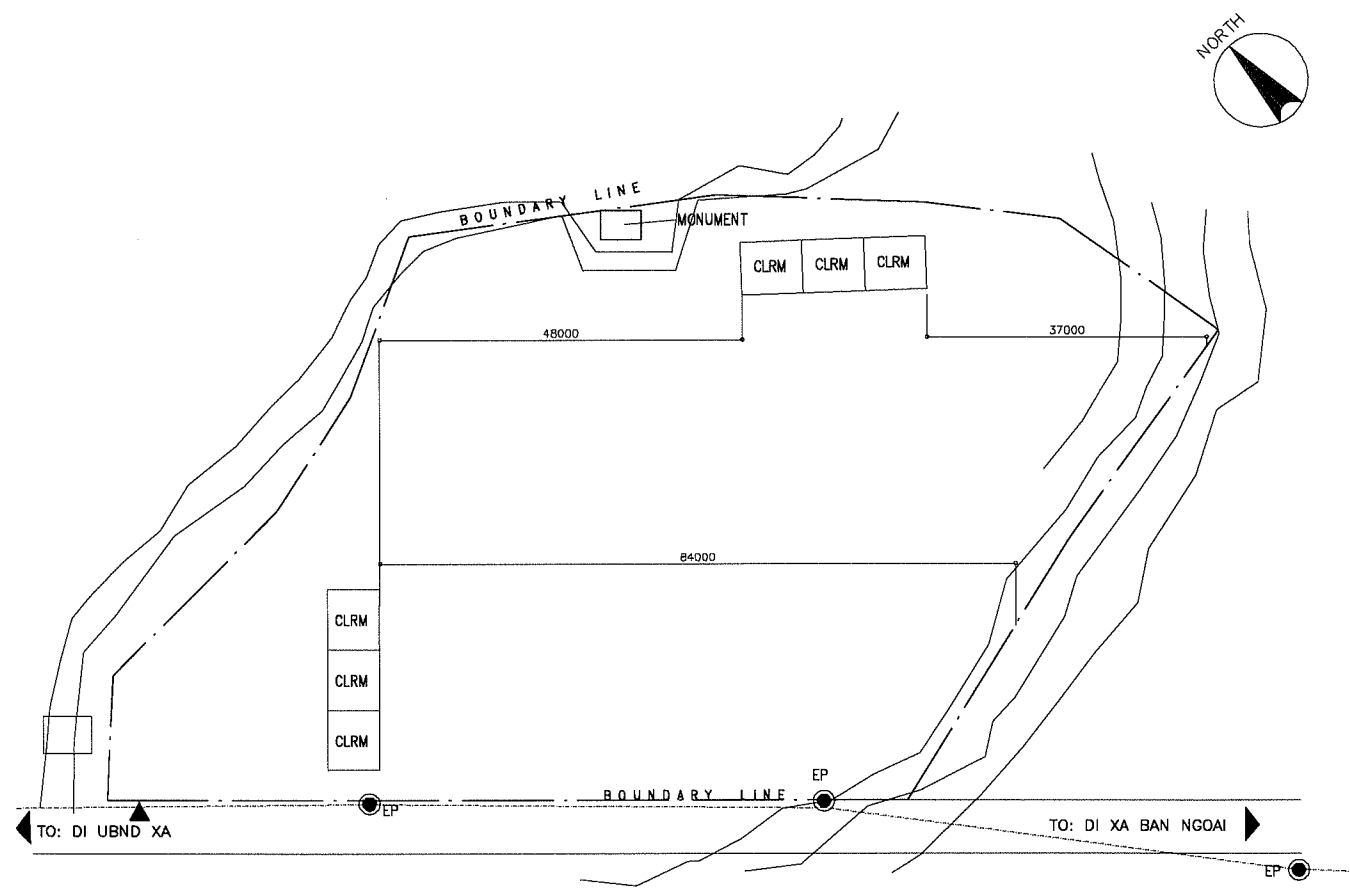 NORTH
BOUNDARY LINE
MONUMENT
CLRM CLRM CLRM
48000
37000
84000
CLRM
CLRM
CLRM
EP
BOUNDARY LINE
EP
TO: DI UBND XA
TO: DI XA BAN NGOAI
EP